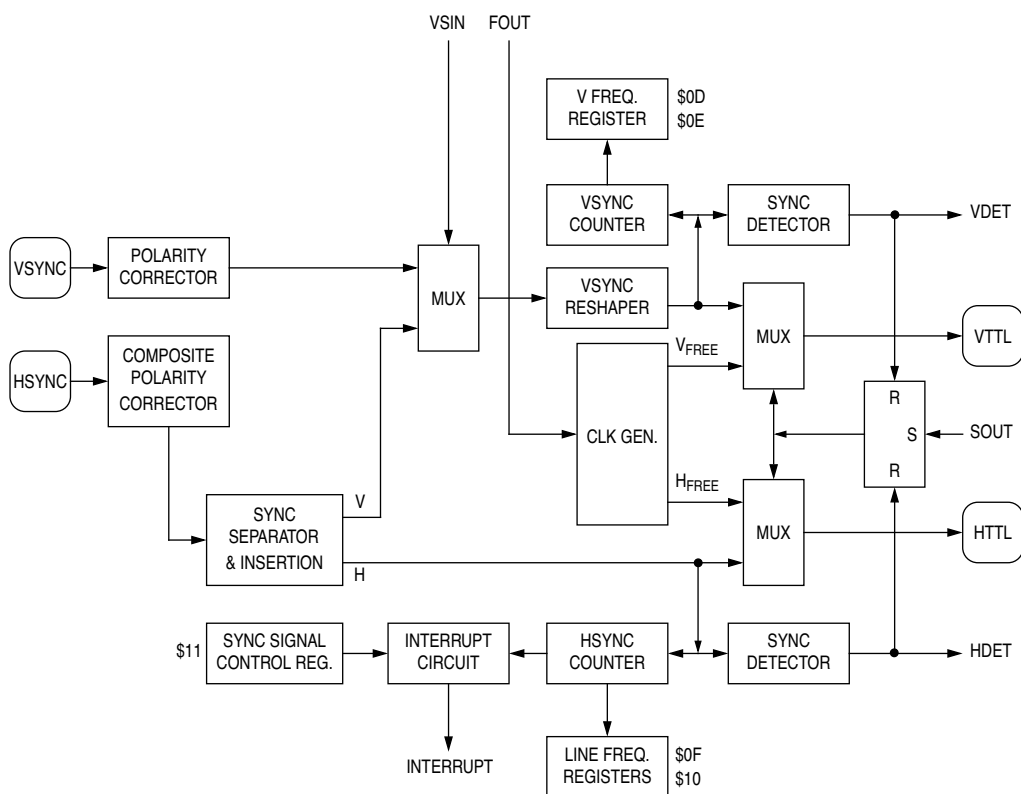 VSIN
FOUT
V FREQ.
REGISTER
$0D
$0E
VSYNC
COUNTER
SYNC
DETECTOR
VDET
VSYNC
POLARITY
CORRECTOR
MUX
VSYNC
RESHAPER
MUX
VTTL
HSYNC
COMPOSITE
POLARITY
CORRECTOR
VFREE
CLK GEN.
R
S
R
SOUT
HFREE
V
SYNC
SEPARATOR
& INSERTION
H
MUX
HTTL
$11
SYNC SIGNAL
CONTROL REG.
INTERRUPT
CIRCUIT
HSYNC
COUNTER
SYNC
DETECTOR
HDET
INTERRUPT
LINE FREQ.
REGISTERS
$0F
$10